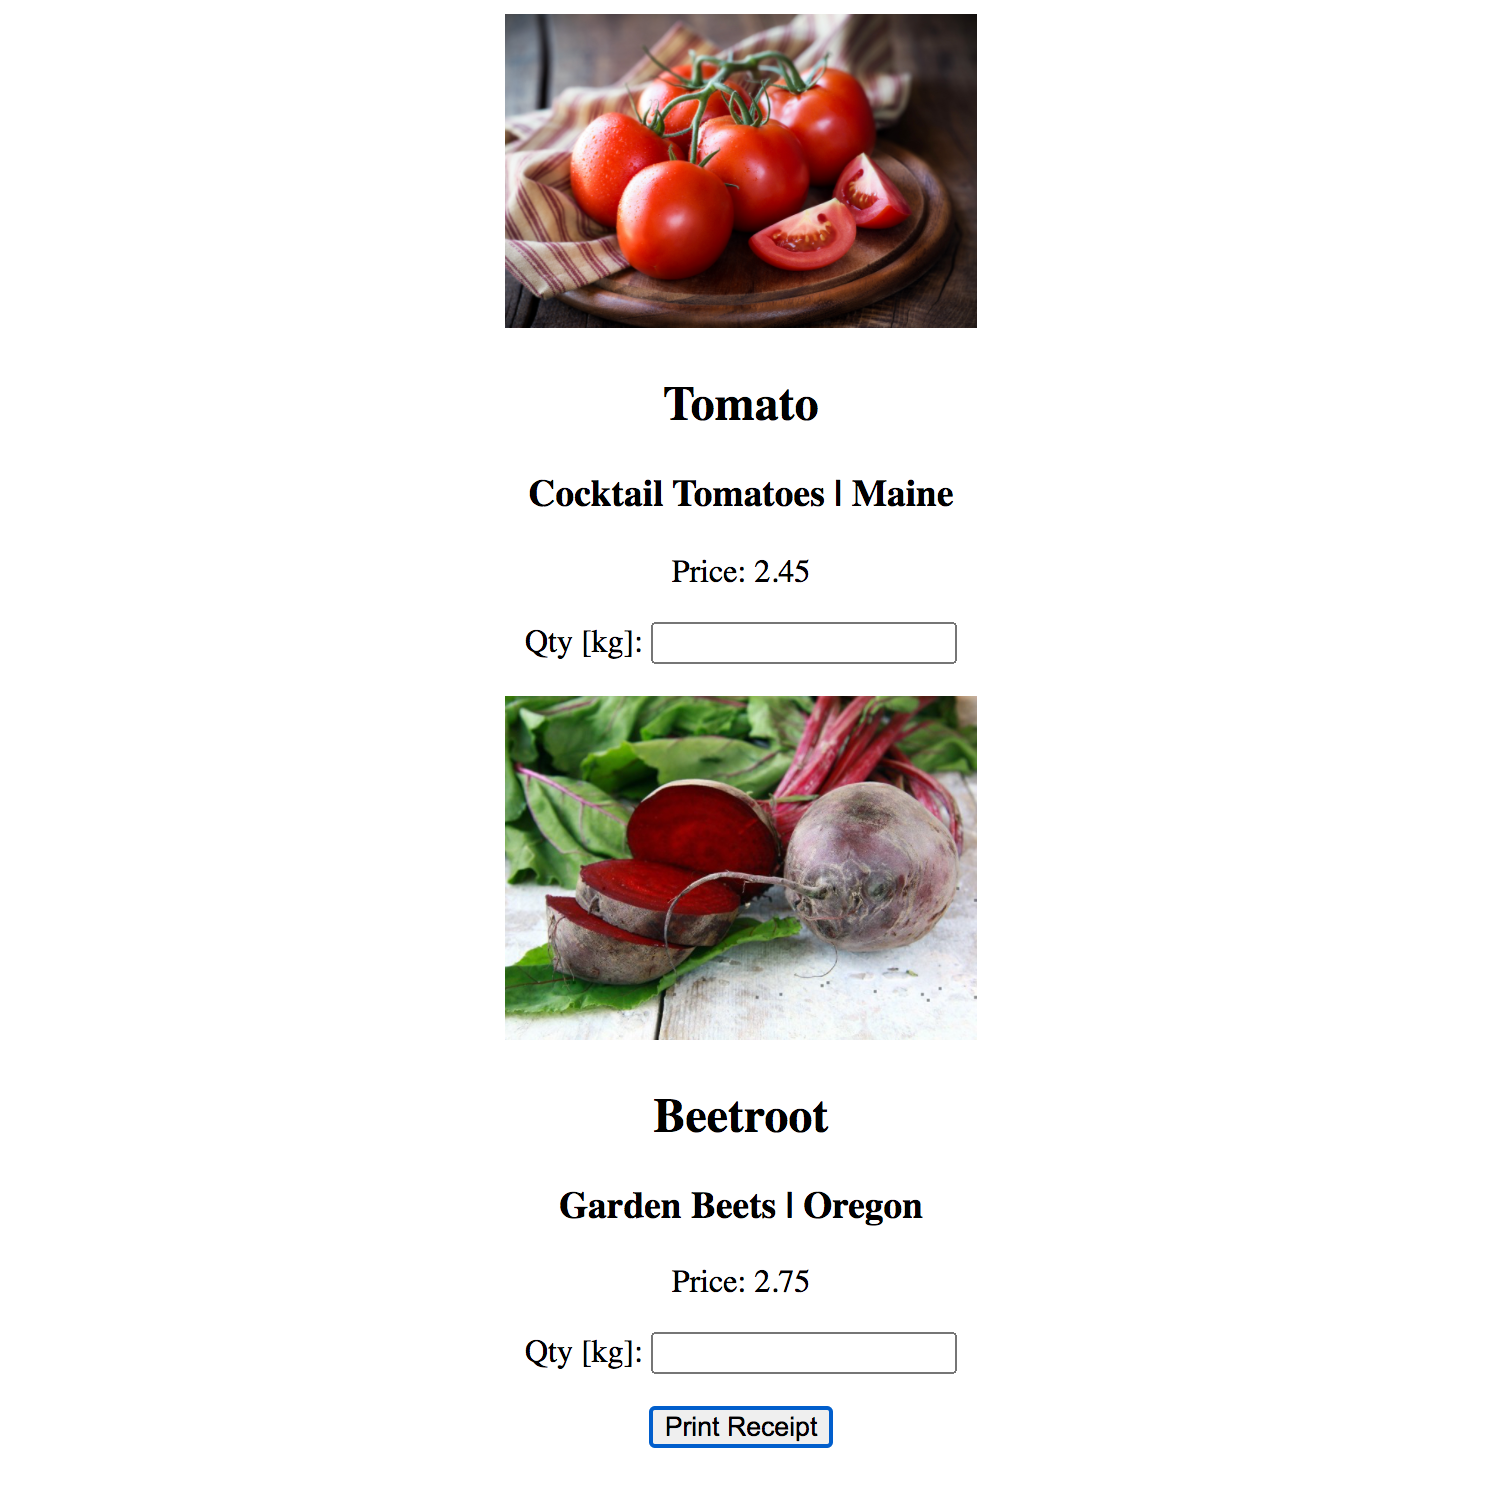 Tomato
Cocktail Tomatoes | Maine
Price: 2.45
Qty [kg]:
Beetroot
Garden Beets | Oregon
Price: 2.75
Qty [kg]:
Print Receipt